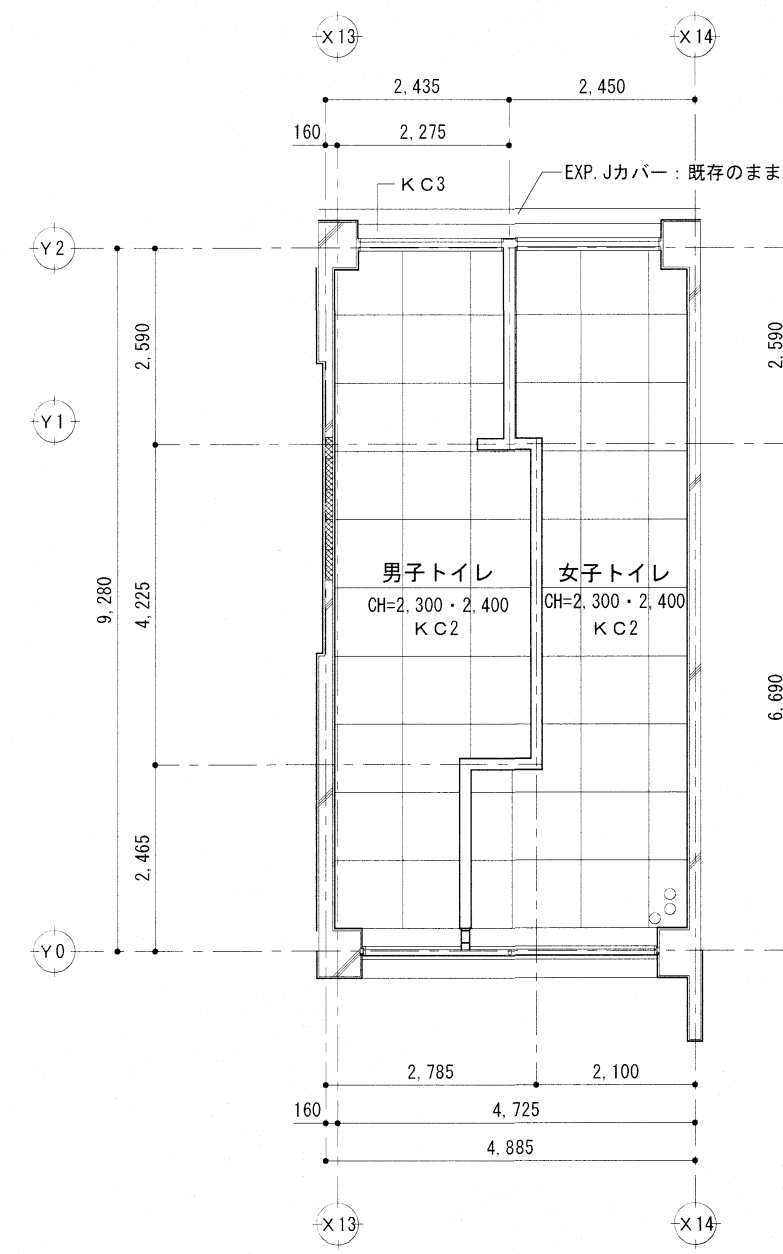 X13
X14
2,435
2,450
160
2,275
EXP.Jカバー：既存のまま
KC3
Y2
2,590
2,590
Y1
9,280
4,225
男子トイレ
CH=2,300・2,400
KC2
女子トイレ
CH=2,300・2,400
KC2
6,690
2,465
Y0
2,785
2,100
160
4,725
4,885
X13
X14